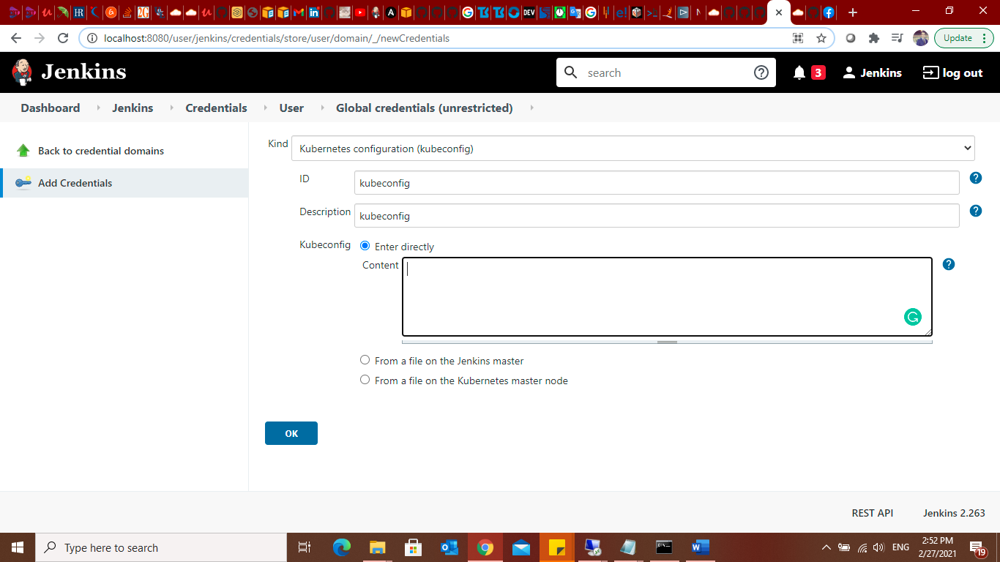 localhost:8080/user/jenkins/credentials/store/user/domain/_/newCredentials
Update
Jenkins
search
3
Jenkins
log out
Dashboard
Jenkins
Credentials
User
Global credentials (unrestricted)
Back to credential domains
Add Credentials
Kind
Kubernetes configuration (kubeconfig)
ID
kubeconfig
Description
kubeconfig
Kubeconfig
Enter directly
Content
From a file on the Jenkins master
From a file on the Kubernetes master node
OK
REST API
Jenkins 2.263
Type here to search
ENG
2:52 PM
2/27/2021
19